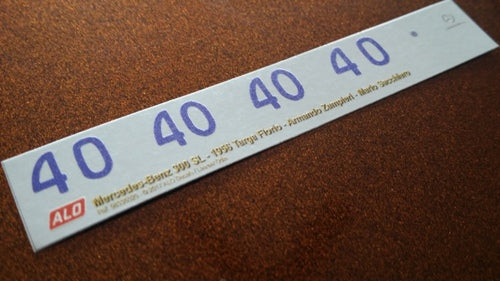 40 40 40 40
ALO
Mercedes-Benz 300 SL - 1956 Targa Florio - Armando Zampieri - Mario Sacchiero